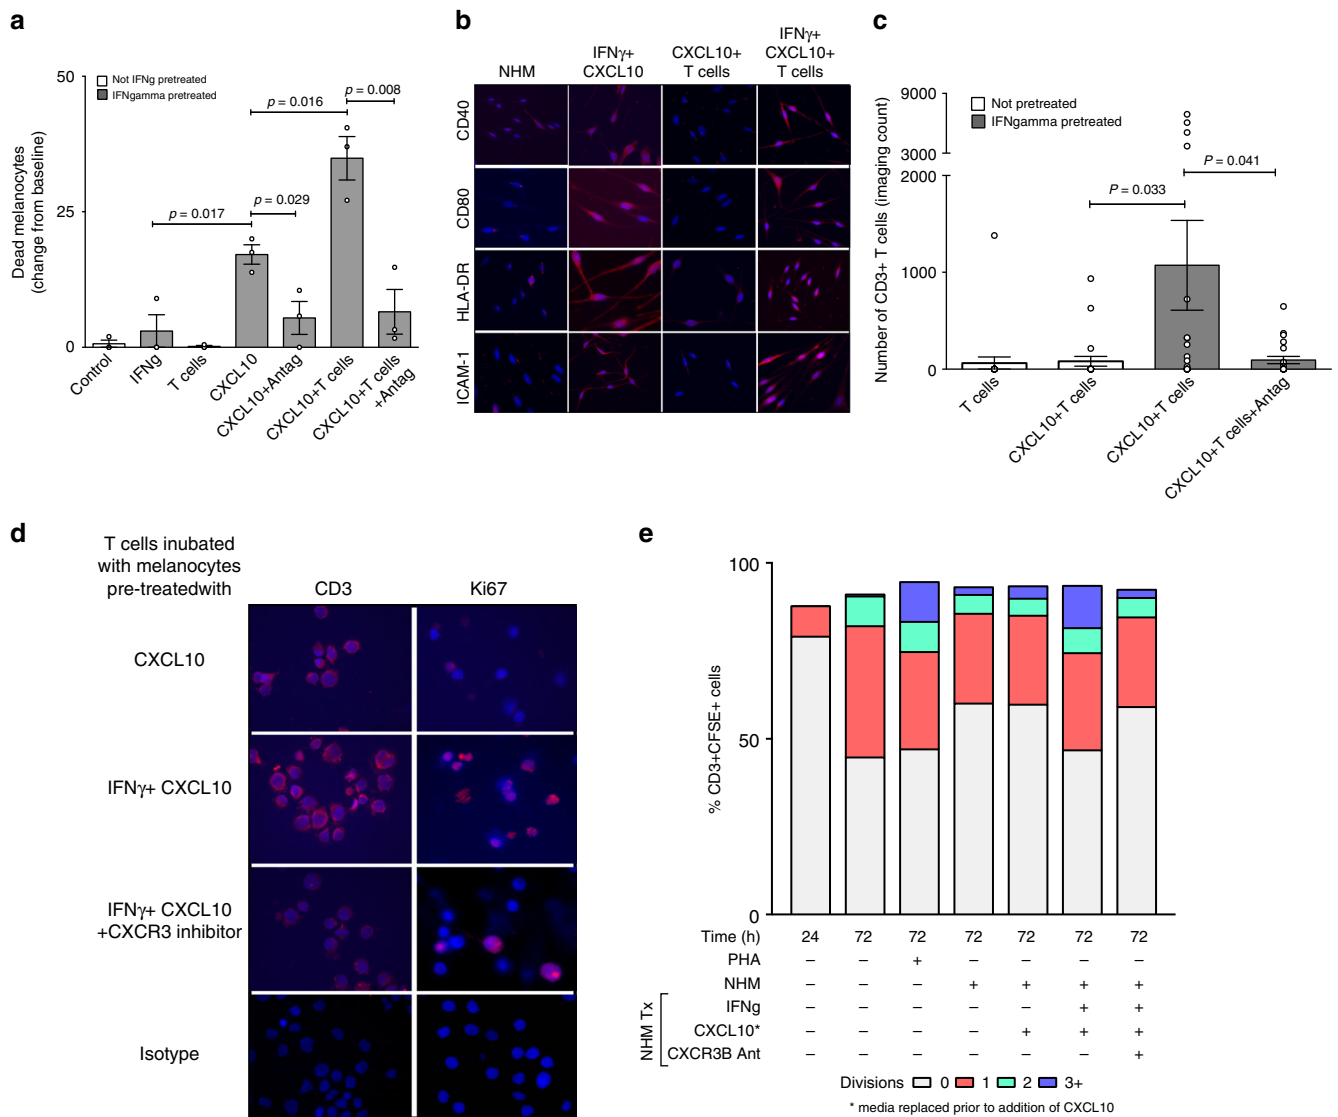 a
Not IFNg pretreated
IFNgamma pretreated
50
25
0
Dead melanocytes
(change from baseline)
p = 0.016
p = 0.008
p = 0.017
p = 0.029
Control
IFNg
T cells
CXCL10
CXCL10+Antag
CXCL10+T cells
CXCL10+T cells
+Antag
b
NHM
IFNγ+
CXCL10
CXCL10+
T cells
IFNγ+
CXCL10+
T cells
CD40
CD80
HLA-DR
ICAM-1
c
Not pretreated
IFNgamma pretreated
9000
3000
2000
1000
0
Number of CD3+ T cells (imaging count)
P = 0.033
P = 0.041
T cells
CXCL10+T cells
CXCL10+T cells
CXCL10+T cells+Antag
d
T cells inubated
with melanocytes
pre-treatedwith
CD3
Ki67
CXCL10
IFNγ+ CXCL10
IFNγ+ CXCL10
+CXCR3 inhibitor
Isotype
e
100
50
0
% CD3+CFSE+ cells
Time (h) 24 72 72 72 72 72 72
PHA – – + – – – –
NHM – – – + + + +
IFNg – – – – – + +
CXCL10* – – – – + + +
CXCR3B Ant – – – – – – +
NHM Tx
Divisions 0 1 2 3+
* media replaced prior to addition of CXCL10